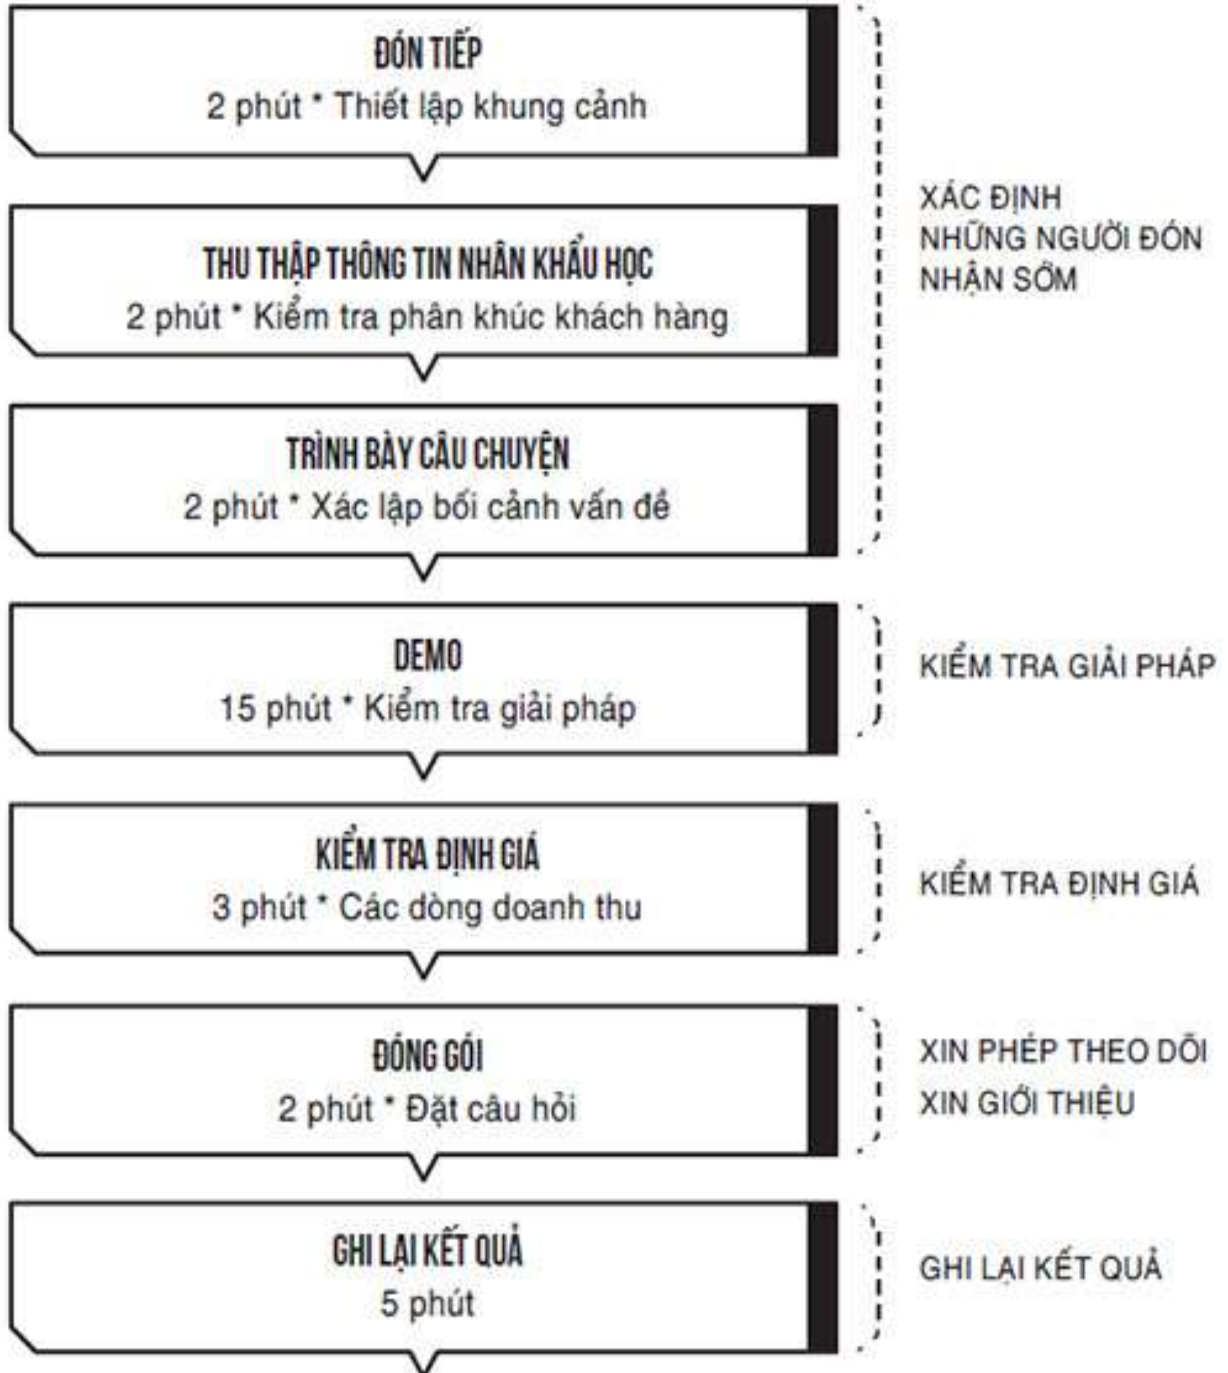 ĐÓN TIẾP
2 phút * Thiết lập khung cảnh
THU THẬP THÔNG TIN NHÂN KHẨU HỌC
2 phút * Kiểm tra phân khúc khách hàng
TRÌNH BÀY CÂU CHUYỆN
2 phút * Xác lập bối cảnh vấn đề
XÁC ĐỊNH
NHỮNG NGƯỜI ĐÓN
NHẬN SỚM
DEMO
15 phút * Kiểm tra giải pháp
KIỂM TRA GIẢI PHÁP
KIỂM TRA ĐỊNH GIÁ
3 phút * Các dòng doanh thu
KIỂM TRA ĐỊNH GIÁ
ĐÓNG GÓI
2 phút * Đặt câu hỏi
XIN PHÉP THEO DÕI
XIN GIỚI THIỆU
GHI LẠI KẾT QUẢ
5 phút
GHI LẠI KẾT QUẢ